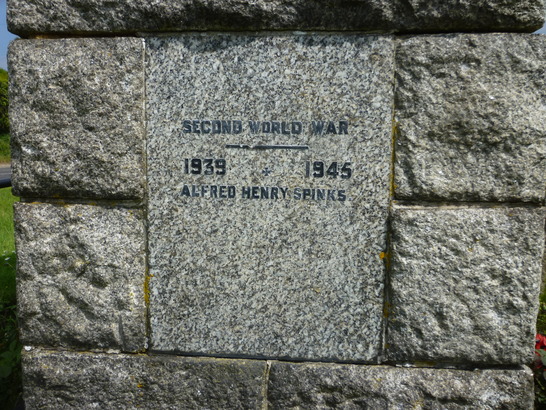 SECOND WORLD WAR
1939 + 1945
ALFRED HENRY SPINKS